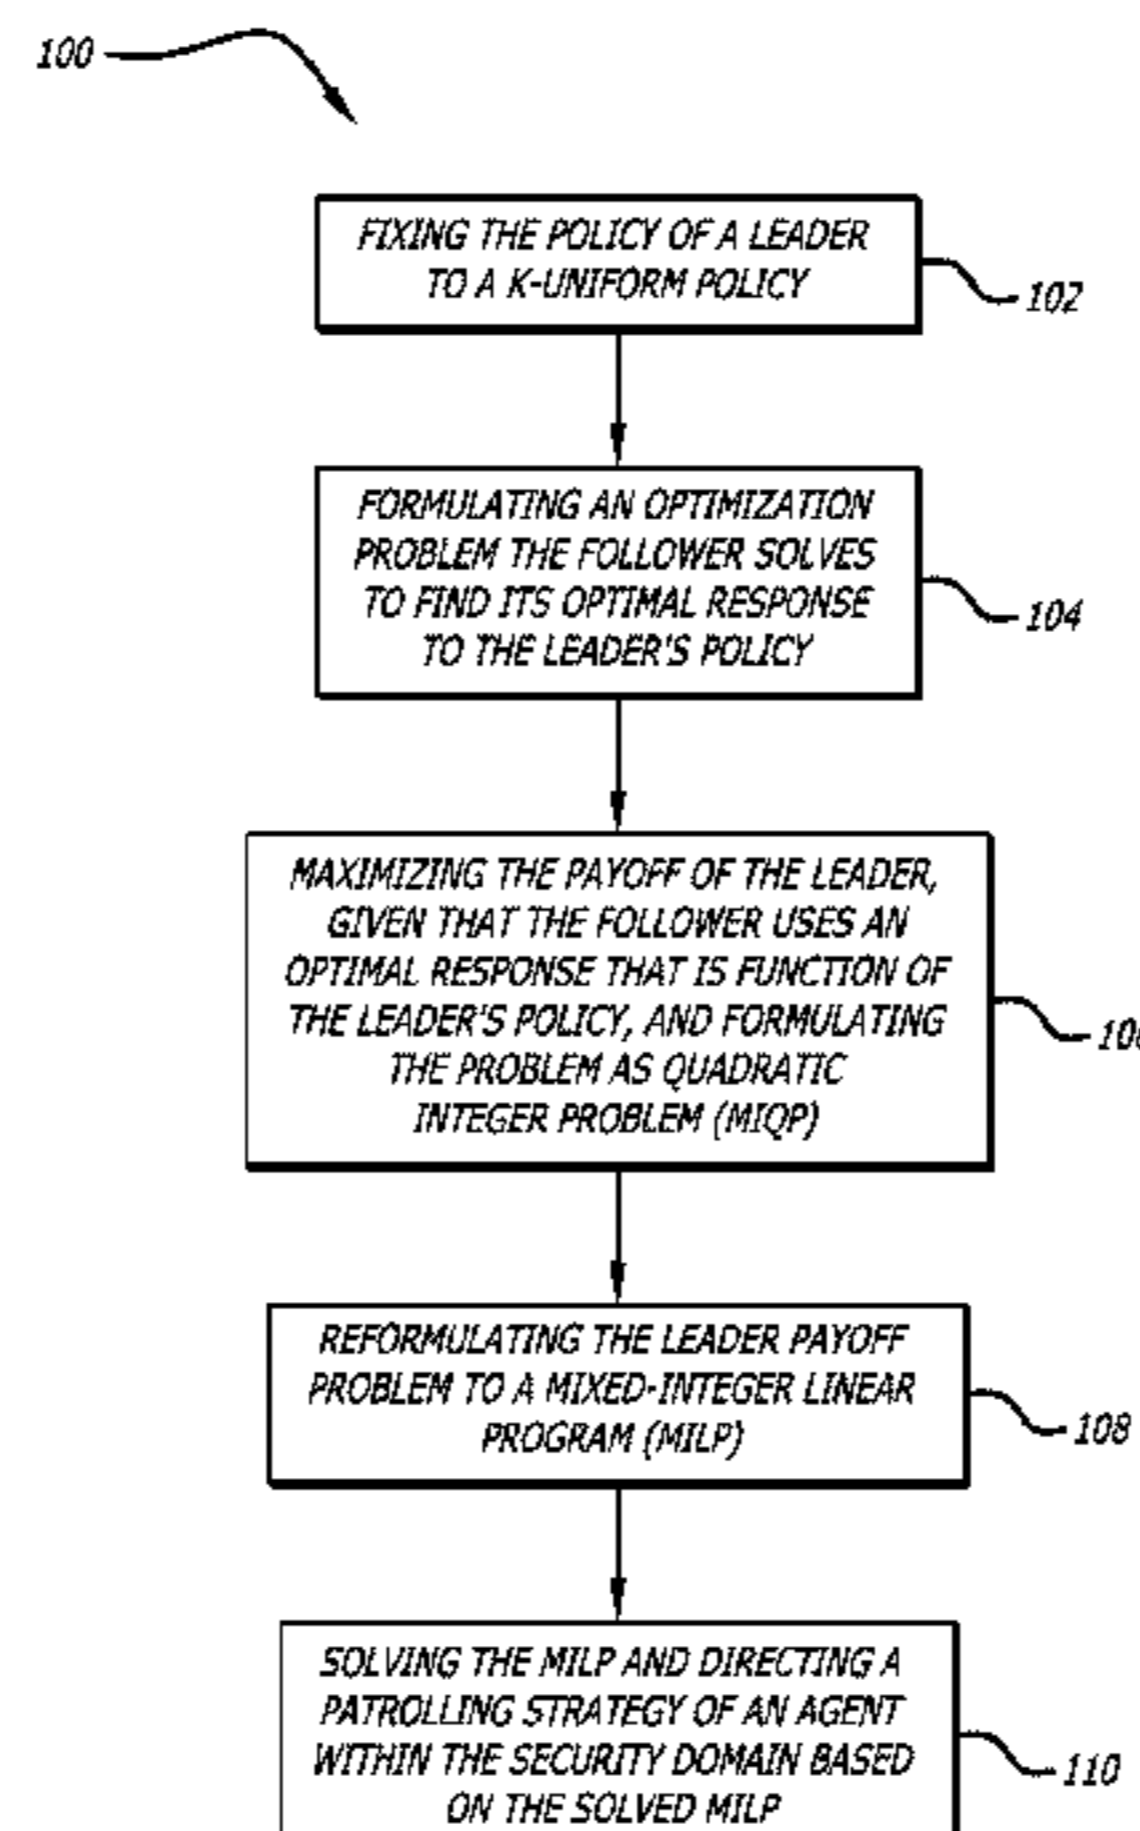 100
FIXING THE POLICY OF A LEADER
TO A K-UNIFORM POLICY
102
FORMULATING AN OPTIMIZATION
PROBLEM THE FOLLOWER SOLVES
TO FIND ITS OPTIMAL RESPONSE
TO THE LEADER'S POLICY
104
MAXIMIZING THE PAYOFF OF THE LEADER,
GIVEN THAT THE FOLLOWER USES AN
OPTIMAL RESPONSE THAT IS FUNCTION OF
THE LEADER'S POLICY, AND FORMULATING
THE PROBLEM AS QUADRATIC
INTEGER PROBLEM (MIQP)
REFORMULATING THE LEADER PAYOFF
PROBLEM TO A MIXED-INTEGER LINEAR
PROGRAM (MILP)
108
SOLVING THE MILP AND DIRECTING A
PATROLLING STRATEGY OF AN AGENT
WITHIN THE SECURITY DOMAIN BASED
ON THE SOLVED MILP
110